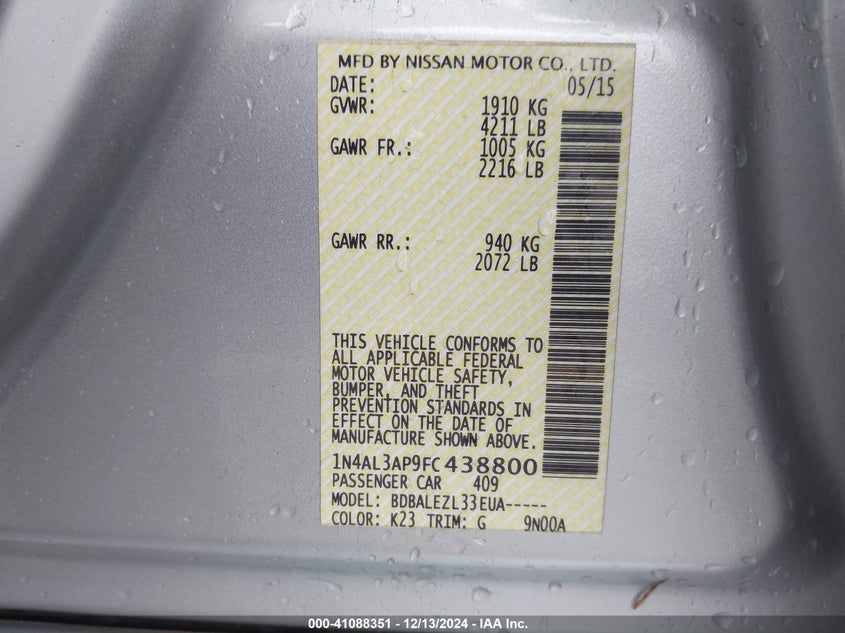 MFD BY NISSAN MOTOR CO., LTD.
DATE: 05/15
GVWR: 1910 KG
4211 LB
GAWR FR.: 1005 KG
2216 LB
GAWR RR.: 940 KG
2072 LB
THIS VEHICLE CONFORMS TO
ALL APPLICABLE FEDERAL
MOTOR VEHICLE SAFETY,
BUMPER, AND THEFT
PREVENTION STANDARDS IN
EFFECT ON THE DATE OF
MANUFACTURE SHOWN ABOVE.
1N4AL3AP9FC438800
PASSENGER CAR 409
MODEL: BDBALEZL33EUA-----
COLOR: K23 TRIM: G 9N00A
000-41088351 - 12/13/2024 - IAA Inc.